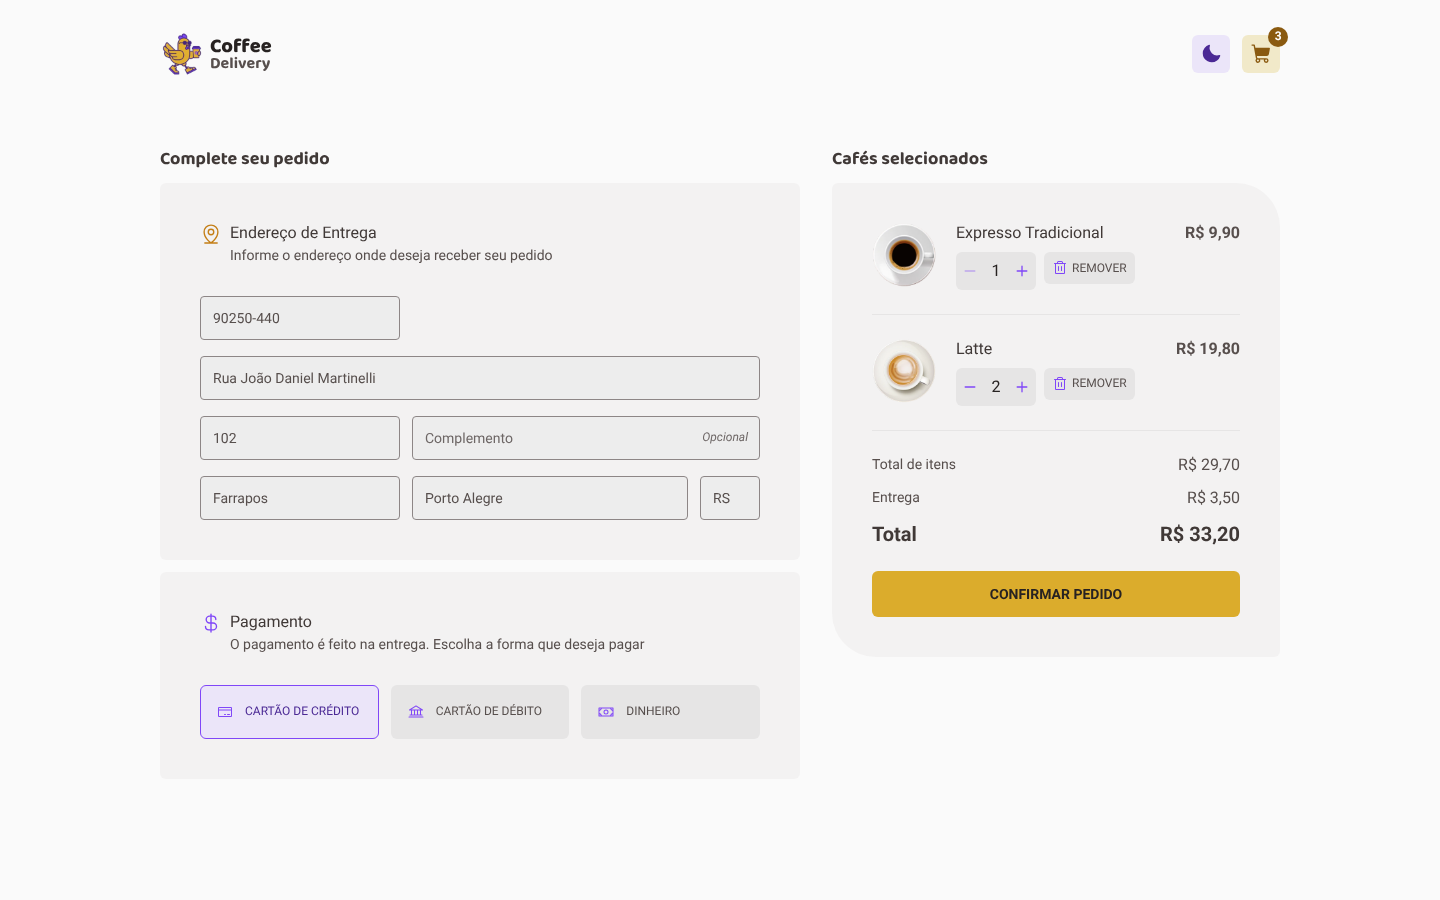 Coffee
Delivery
3
Complete seu pedido
Endereço de Entrega
Informe o endereço onde deseja receber seu pedido
90250-440
Rua João Daniel Martinelli
102
Complemento
Opcional
Farrapos
Porto Alegre
RS
Pagamento
O pagamento é feito na entrega. Escolha a forma que deseja pagar
CARTÃO DE CRÉDITO
CARTÃO DE DÉBITO
DINHEIRO
Cafés selecionados
Expresso Tradicional
R$ 9,90
1
REMOVER
Latte
R$ 19,80
2
REMOVER
Total de itens
R$ 29,70
Entrega
R$ 3,50
Total
R$ 33,20
CONFIRMAR PEDIDO